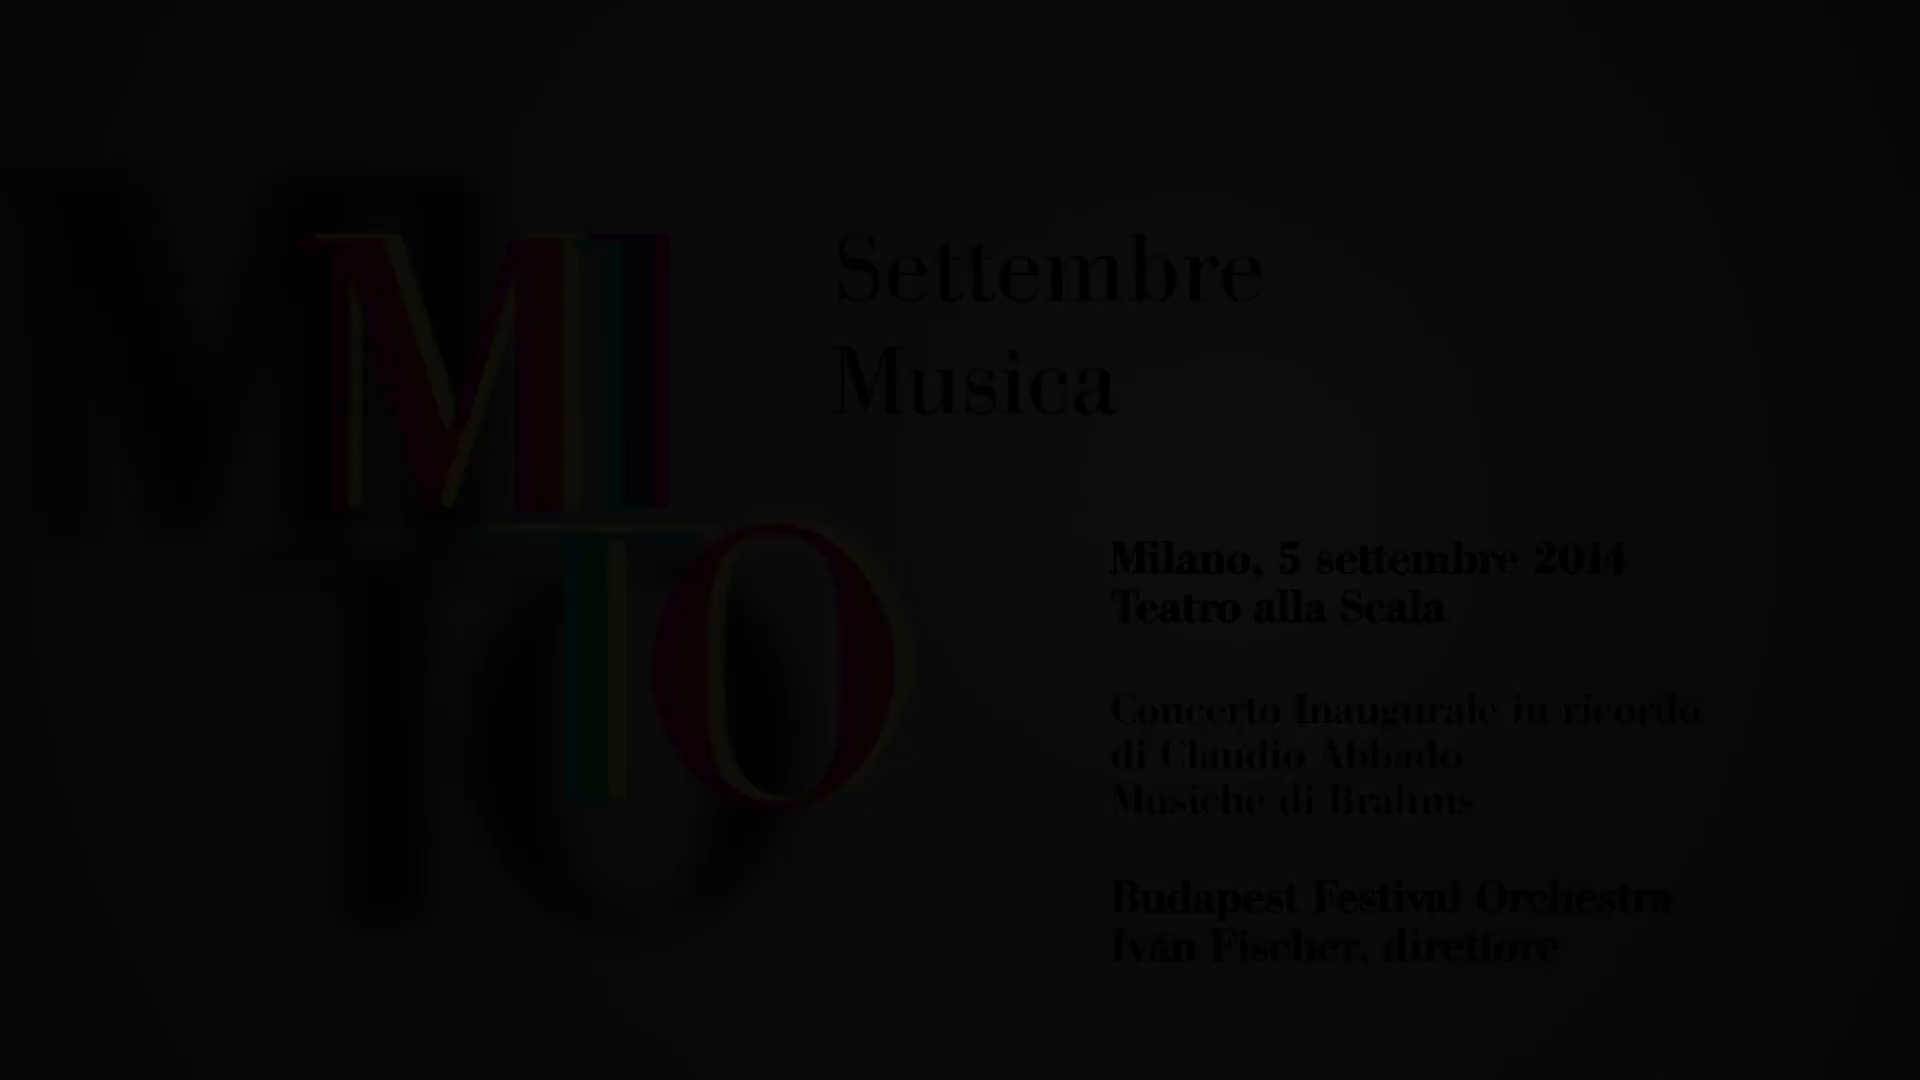 MI
TO
Settembre
Musica
Milano, 5 settembre 2014
Teatro alla Scala
Concerto Inaugurale in ricordo
di Claudio Abbado
Musiche di Brahms
Budapest Festival Orchestra
Iván Fischer, direttore